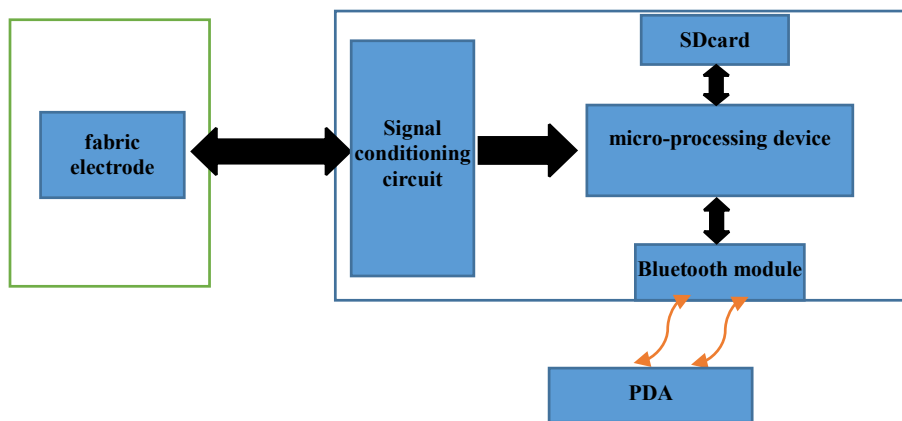 SDcard
fabric
electrode
Signal
conditioning
circuit
micro-processing device
Bluetooth module
PDA